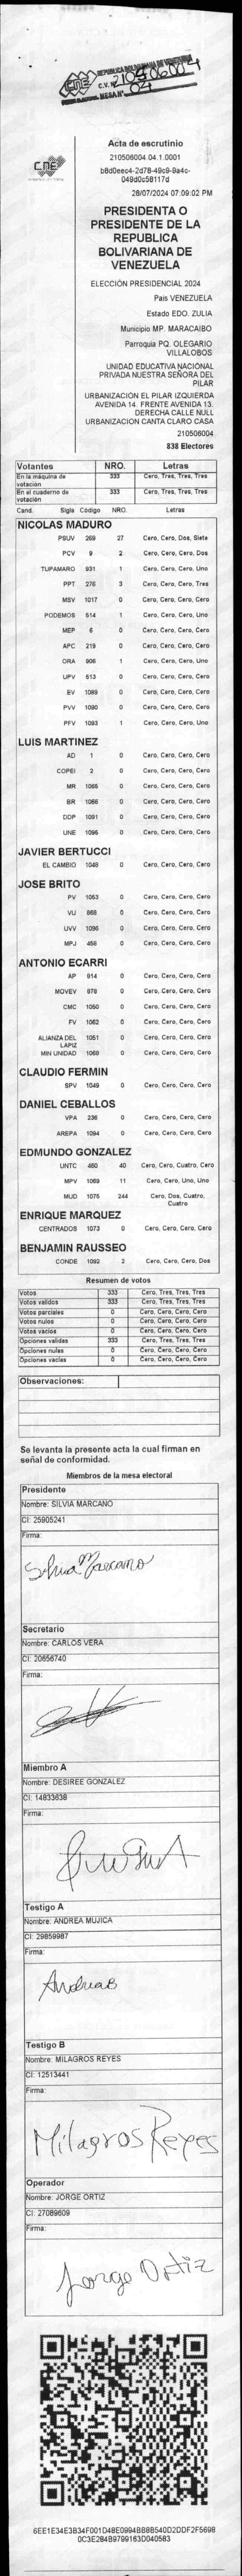 REPUBLICA BOLIVARIANA DE VENEZUELA
CNE
C.V. 210506004
MESA Nº 04
CNE
Acta de escrutinio
210506004.04.1.0001
b8d0eec4-2d78-49c9-9a4c-
049d0c58117d
28/07/2024 07:09:02 PM
PRESIDENTA O
PRESIDENTE DE LA
REPUBLICA
BOLIVARIANA DE
VENEZUELA
ELECCIÓN PRESIDENCIAL 2024
País VENEZUELA
Estado EDO. ZULIA
Municipio MP. MARACAIBO
Parroquia PQ. OLEGARIO
VILLALOBOS
UNIDAD EDUCATIVA NACIONAL
PRIVADA NUESTRA SEÑORA DEL
PILAR
URBANIZACION EL PILAR IZQUIERDA
AVENIDA 14. FRENTE AVENIDA 13.
DERECHA CALLE NULL
URBANIZACION CANTA CLARO CASA
210506004
838 Electores
Votantes NRO. Letras
En la máquina de votación 333 Cero, Tres, Tres, Tres
En el cuaderno de votación 333 Cero, Tres, Tres, Tres
Cand. Sigla Código NRO. Letras
NICOLAS MADURO
PSUV 269 27 Cero, Cero, Dos, Siete
PCV 9 2 Cero, Cero, Cero, Dos
TUPAMARO 931 1 Cero, Cero, Cero, Uno
PPT 276 3 Cero, Cero, Cero, Tres
MSV 1017 0 Cero, Cero, Cero, Cero
PODEMOS 514 1 Cero, Cero, Cero, Uno
MEP 6 0 Cero, Cero, Cero, Cero
APC 219 0 Cero, Cero, Cero, Cero
ORA 906 1 Cero, Cero, Cero, Uno
UPV 513 0 Cero, Cero, Cero, Cero
EV 1089 0 Cero, Cero, Cero, Cero
PVV 1090 0 Cero, Cero, Cero, Cero
PFV 1093 1 Cero, Cero, Cero, Uno
LUIS MARTINEZ
AD 1 0 Cero, Cero, Cero, Cero
COPEI 2 0 Cero, Cero, Cero, Cero
MR 1065 0 Cero, Cero, Cero, Cero
BR 1066 0 Cero, Cero, Cero, Cero
DDP 1091 0 Cero, Cero, Cero, Cero
UNE 1095 0 Cero, Cero, Cero, Cero
JAVIER BERTUCCI
EL CAMBIO 1048 0 Cero, Cero, Cero, Cero
JOSE BRITO
PV 1053 0 Cero, Cero, Cero, Cero
VU 868 0 Cero, Cero, Cero, Cero
UVV 1096 0 Cero, Cero, Cero, Cero
MPJ 456 0 Cero, Cero, Cero, Cero
ANTONIO ECARRI
AP 914 0 Cero, Cero, Cero, Cero
MOVEV 878 0 Cero, Cero, Cero, Cero
CMC 1050 0 Cero, Cero, Cero, Cero
FV 1062 0 Cero, Cero, Cero, Cero
ALIANZA DEL LAPIZ 1051 0 Cero, Cero, Cero, Cero
MIN UNIDAD 1068 0 Cero, Cero, Cero, Cero
CLAUDIO FERMIN
SPV 1049 0 Cero, Cero, Cero, Cero
DANIEL CEBALLOS
VPA 236 0 Cero, Cero, Cero, Cero
AREPA 1094 0 Cero, Cero, Cero, Cero
EDMUNDO GONZALEZ
UNTC 460 40 Cero, Cero, Cuatro, Cero
MPV 1069 11 Cero, Cero, Uno, Uno
MUD 1075 244 Cero, Dos, Cuatro, Cuatro
ENRIQUE MARQUEZ
CENTRADOS 1073 0 Cero, Cero, Cero, Cero
BENJAMIN RAUSSEO
CONDE 1092 2 Cero, Cero, Cero, Dos
Resumen de votos
Votos 333 Cero, Tres, Tres, Tres
Votos validos 333 Cero, Tres, Tres, Tres
Votos parciales 0 Cero, Cero, Cero, Cero
Votos nulos 0 Cero, Cero, Cero, Cero
Votos vacíos 0 Cero, Cero, Cero, Cero
Opciones validas 333 Cero, Tres, Tres, Tres
Opciones nulas 0 Cero, Cero, Cero, Cero
Opciones vacías 0 Cero, Cero, Cero, Cero
Observaciones:
Se levanta la presente acta la cual firman en
señal de conformidad.
Miembros de la mesa electoral
Presidente
Nombre: SILVIA MARCANO
CI: 25905241
Firma:
Silvia Marcano
Secretario
Nombre: CARLOS VERA
CI: 20656740
Firma:
Miembro A
Nombre: DESIREE GONZALEZ
CI: 14833638
Firma:
Testigo A
Nombre: ANDREA MUJICA
CI: 29859987
Firma:
Testigo B
Nombre: MILAGROS REYES
CI: 12513441
Firma:
Milagros Reyes
Operador
Nombre: JORGE ORTIZ
CI: 27089609
Firma:
Jorge Ortiz
6EE1E34E3B34F001D48E0994BB8B540D2DDF2F5698
0C3E284B9799163D040583